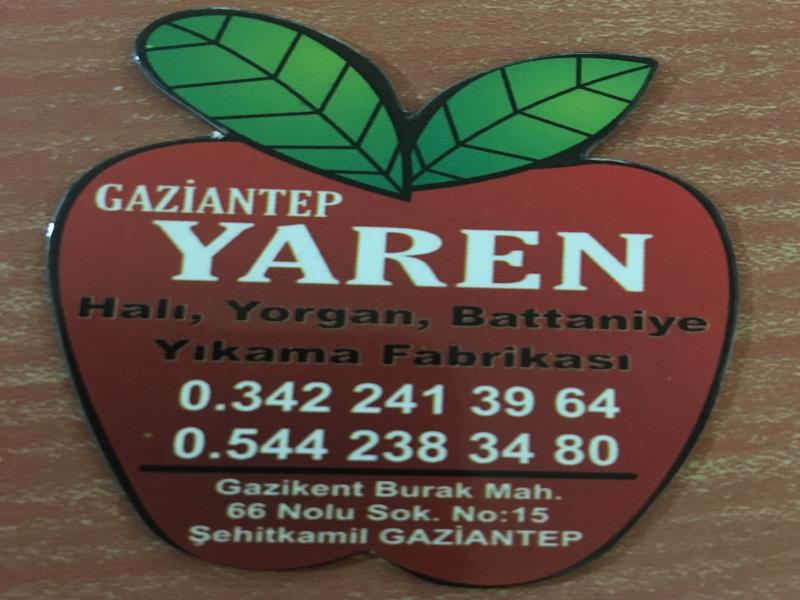 GAZİANTEP
YAREN
Halı, Yorgan, Battaniye
Yıkama Fabrikası
0.342 241 39 64
0.544 238 34 80
Gazikent Burak Mah.
66 Nolu Sok. No:15
Şehitkamil GAZİANTEP